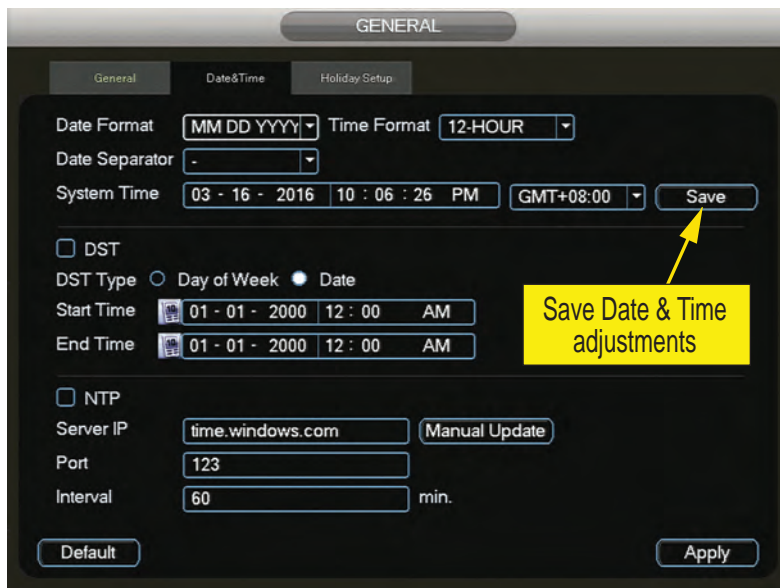 GENERAL
General Date&Time Holiday Setup
Date Format MM DD YYYY Time Format 12-HOUR
Date Separator -
System Time 03 - 16 - 2016 10 : 06 : 26 PM GMT+08:00 Save
DST
DST Type Day of Week Date
Start Time 01 - 01 - 2000 12 : 00 AM
End Time 01 - 01 - 2000 12 : 00 AM
Save Date & Time
adjustments
NTP
Server IP time.windows.com Manual Update
Port 123
Interval 60 min.
Default Apply